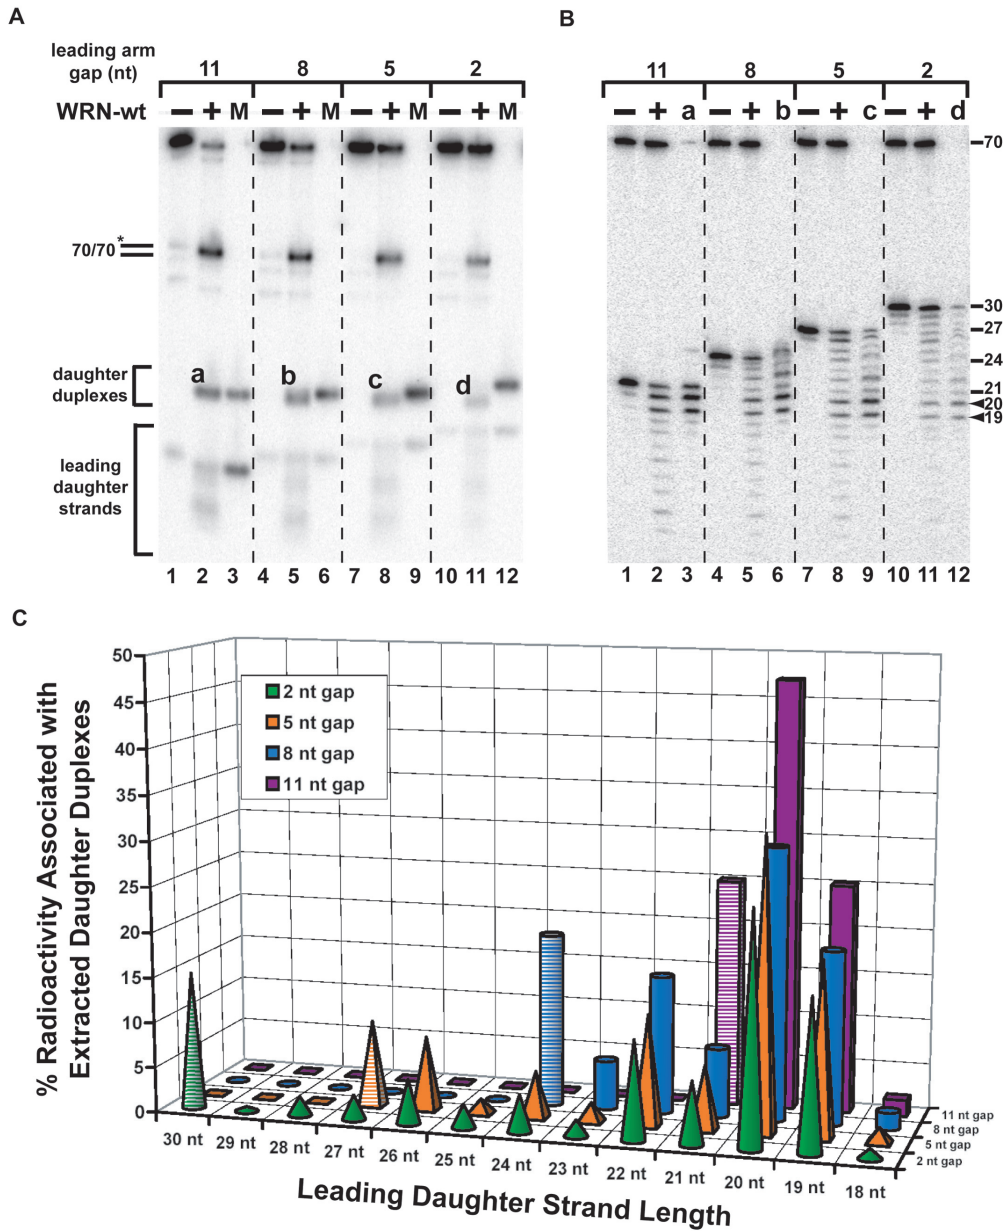 A
leading arm
gap (nt)
11 8 5 2
WRN-wt − + M − + M − + M − + M
70/70 *
daughter
duplexes
a b c d
leading
daughter
strands
1 2 3 4 5 6 7 8 9 10 11 12
B
11 8 5 2
− + a − + b − + c − + d
70
30
27
24
21
20
19
1 2 3 4 5 6 7 8 9 10 11 12
C
% Radioactivity Associated with
Extracted Daughter Duplexes
50
45
40
35
30
25
20
15
10
5
0
2 nt gap
5 nt gap
8 nt gap
11 nt gap
30 nt 29 nt 28 nt 27 nt 26 nt 25 nt 24 nt 23 nt 22 nt 21 nt 20 nt 19 nt 18 nt
11 nt gap
8 nt gap
5 nt gap
2 nt gap
Leading Daughter Strand Length